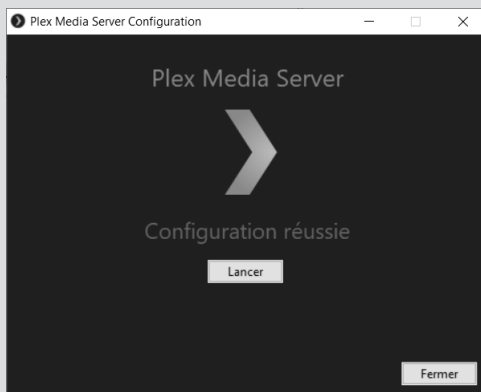 Plex Media Server Configuration
Plex Media Server
Configuration réussie
Lancer
Fermer